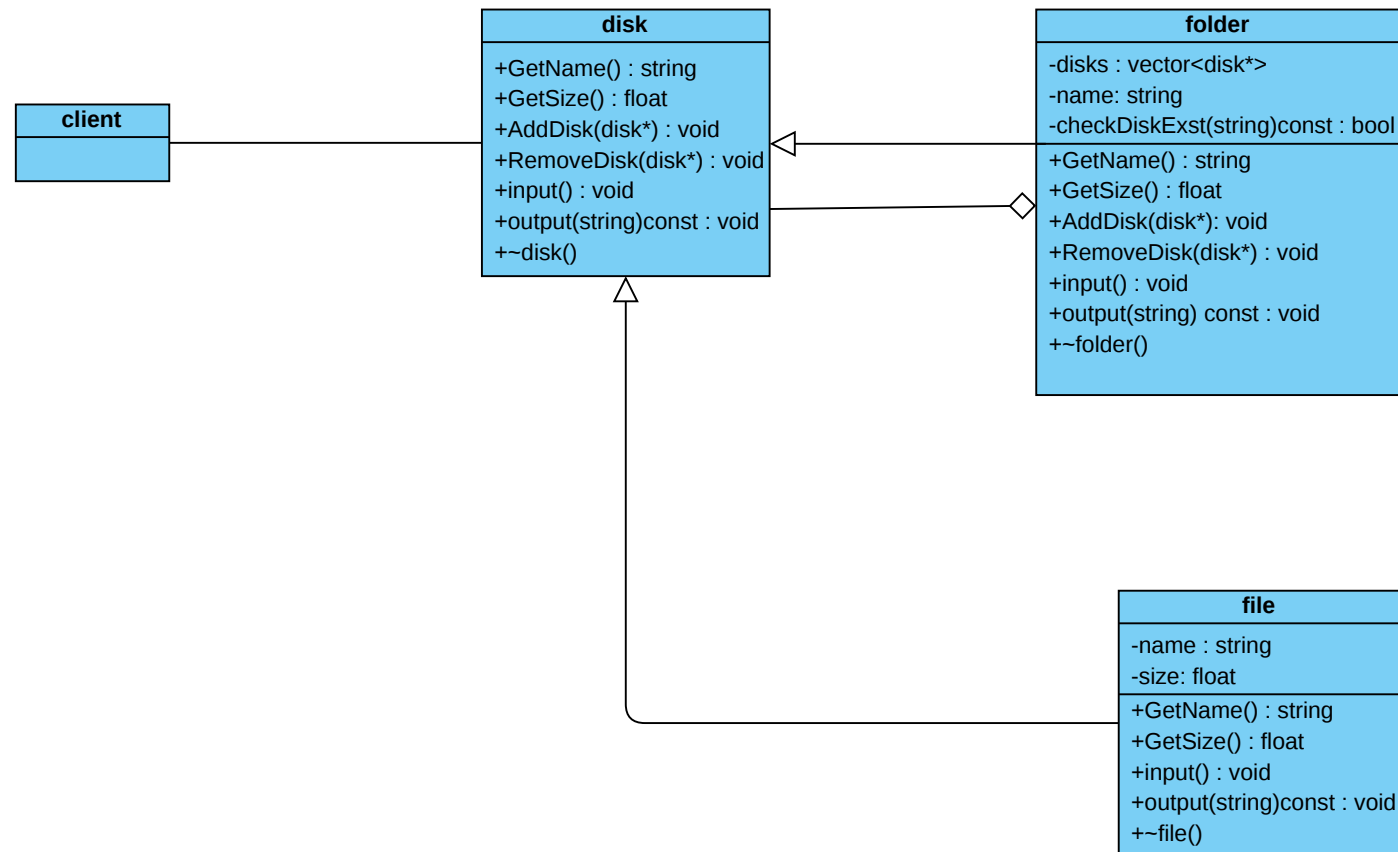 client
disk
+GetName() : string
+GetSize() : float
+AddDisk(disk*) : void
+RemoveDisk(disk*) : void
+input() : void
+output(string)const : void
+~disk()
folder
-disks : vector<disk*>
-name: string
-checkDiskExst(string)const : bool
+GetName() : string
+GetSize() : float
+AddDisk(disk*): void
+RemoveDisk(disk*) : void
+input() : void
+output(string) const : void
+~folder()
file
-name : string
-size: float
+GetName() : string
+GetSize() : float
+input() : void
+output(string)const : void
+~file()